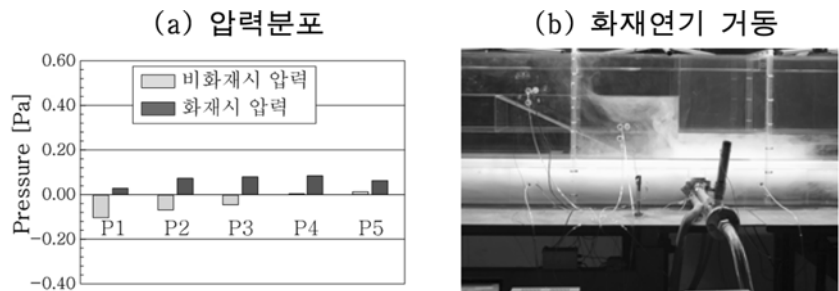 (a) 압력분포
(b) 화재연기 거동
0.60
0.40
0.20
0.00
-0.20
-0.40
Pressure [Pa]
비화재시 압력
화재시 압력
P1 P2 P3 P4 P5